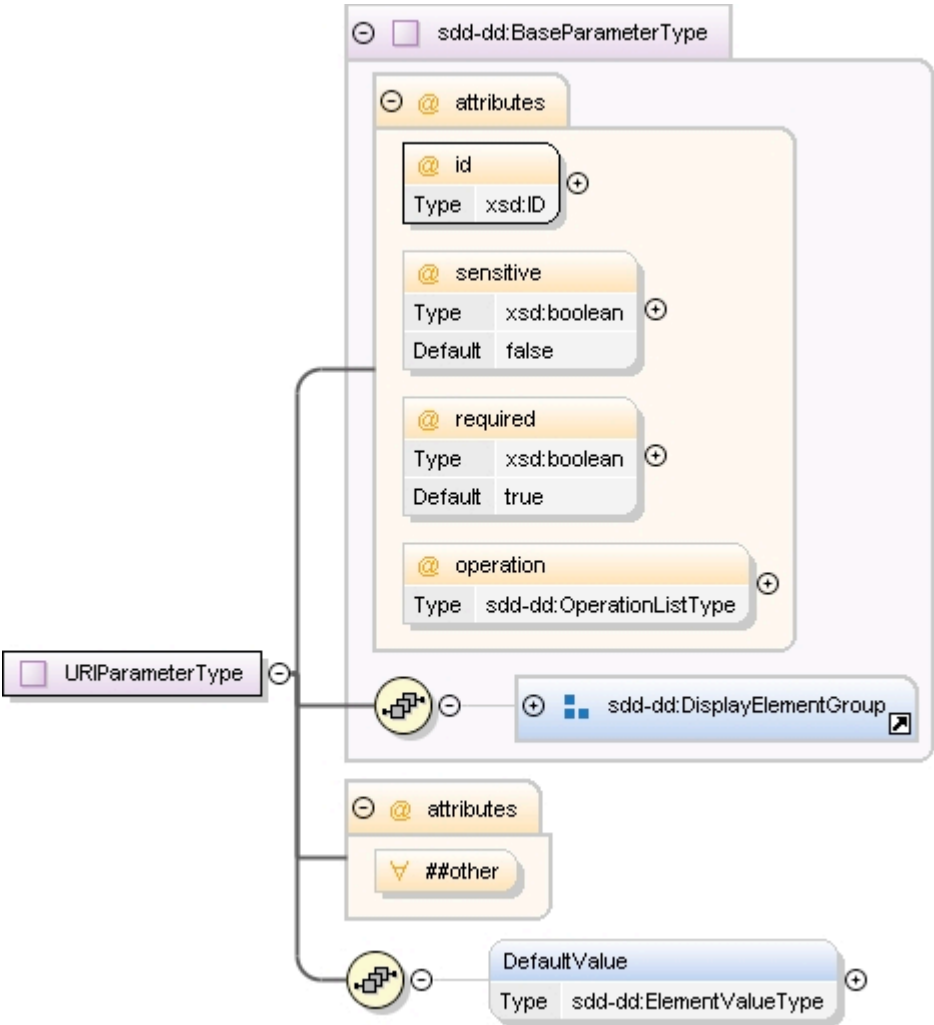 sdd-dd:BaseParameterType
@ attributes
@ id
Type xsd:ID
@ sensitive
Type xsd:boolean
Default false
@ required
Type xsd:boolean
Default true
@ operation
Type sdd-dd:OperationListType
URIParameterType
sdd-dd:DisplayElementGroup
@ attributes
∀ ##other
DefaultValue
Type sdd-dd:ElementValueType